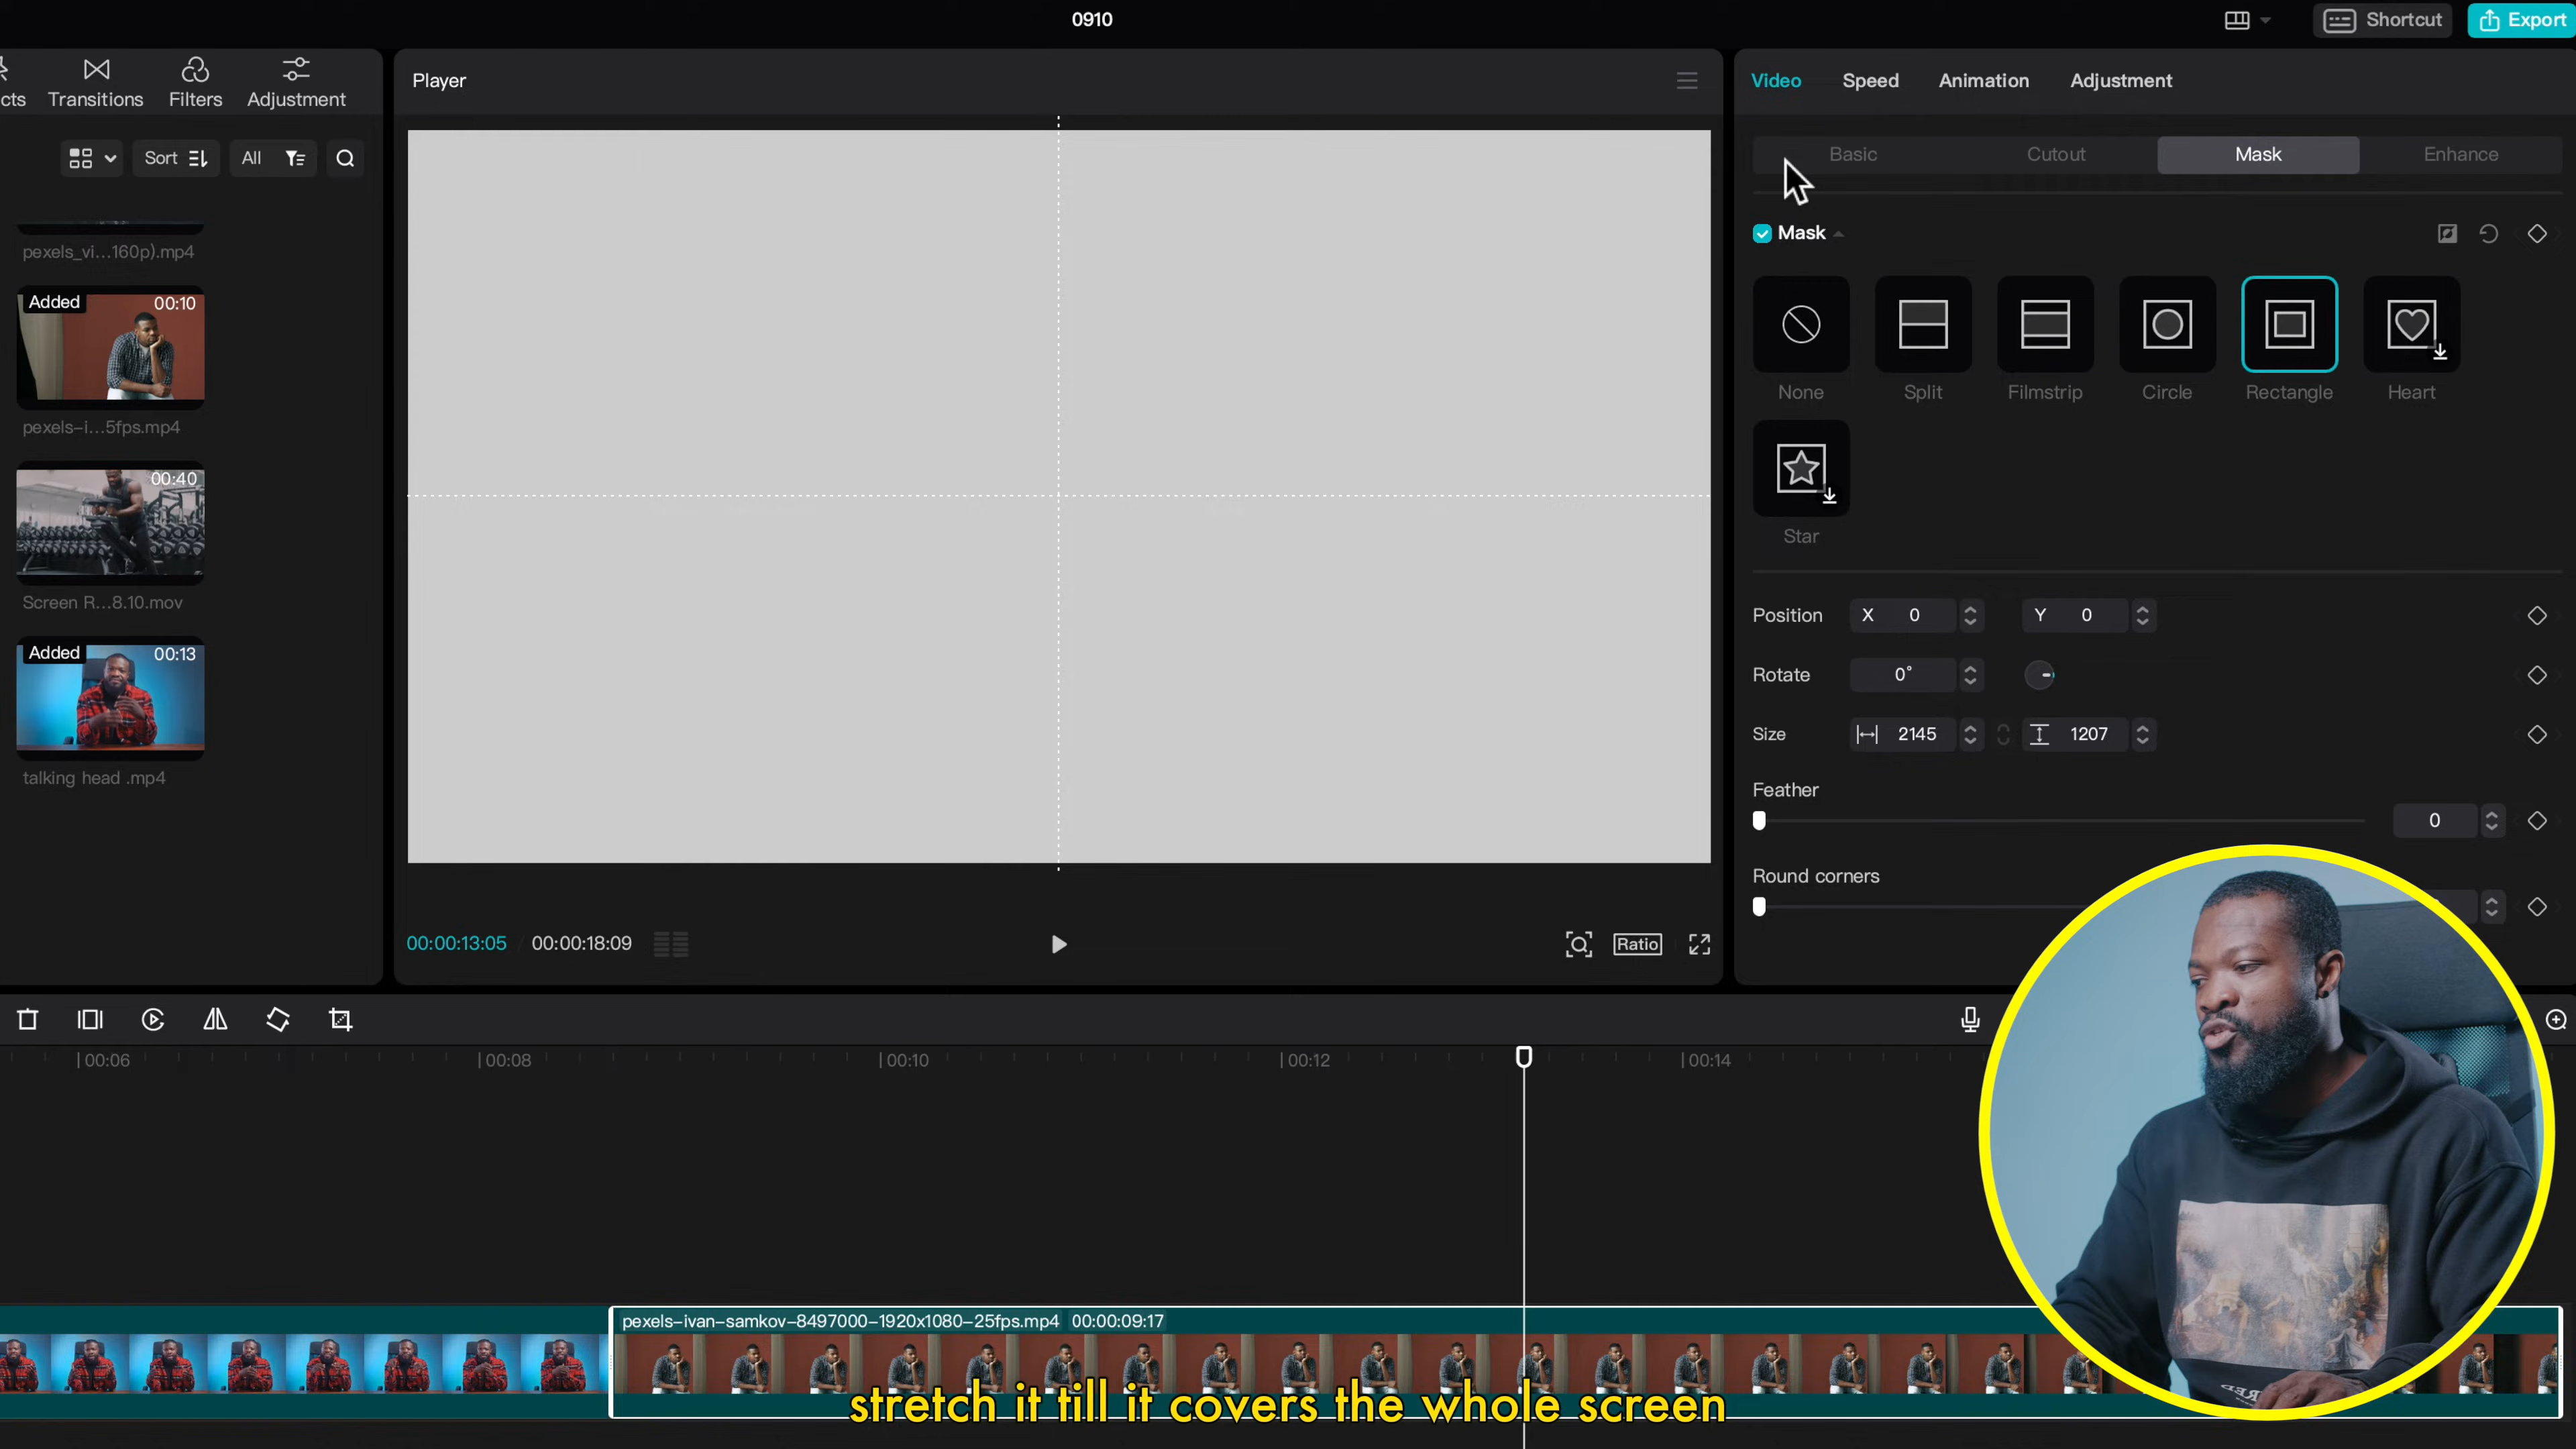 0910
Shortcut
Export
cts
Transitions
Filters
Adjustment
Player
Video
Speed
Animation
Adjustment
Sort
All
Basic
Cutout
Mask
Enhance
pexels_vi...160p).mp4
Mask
Added
00:10
None
Split
Filmstrip
Circle
Rectangle
Heart
pexels-i...5fps.mp4
00:40
Star
Screen R...8.10.mov
Position
X 0
Y 0
Added
00:13
Rotate
0°
Size
2145
1207
talking head .mp4
Feather
0
Round corners
00:00:13:05
00:00:18:09
Ratio
00:06
00:08
00:10
00:12
00:14
pexels-ivan-samkov-8497000-1920x1080-25fps.mp4 00:00:09:17
stretch it till it covers the whole screen